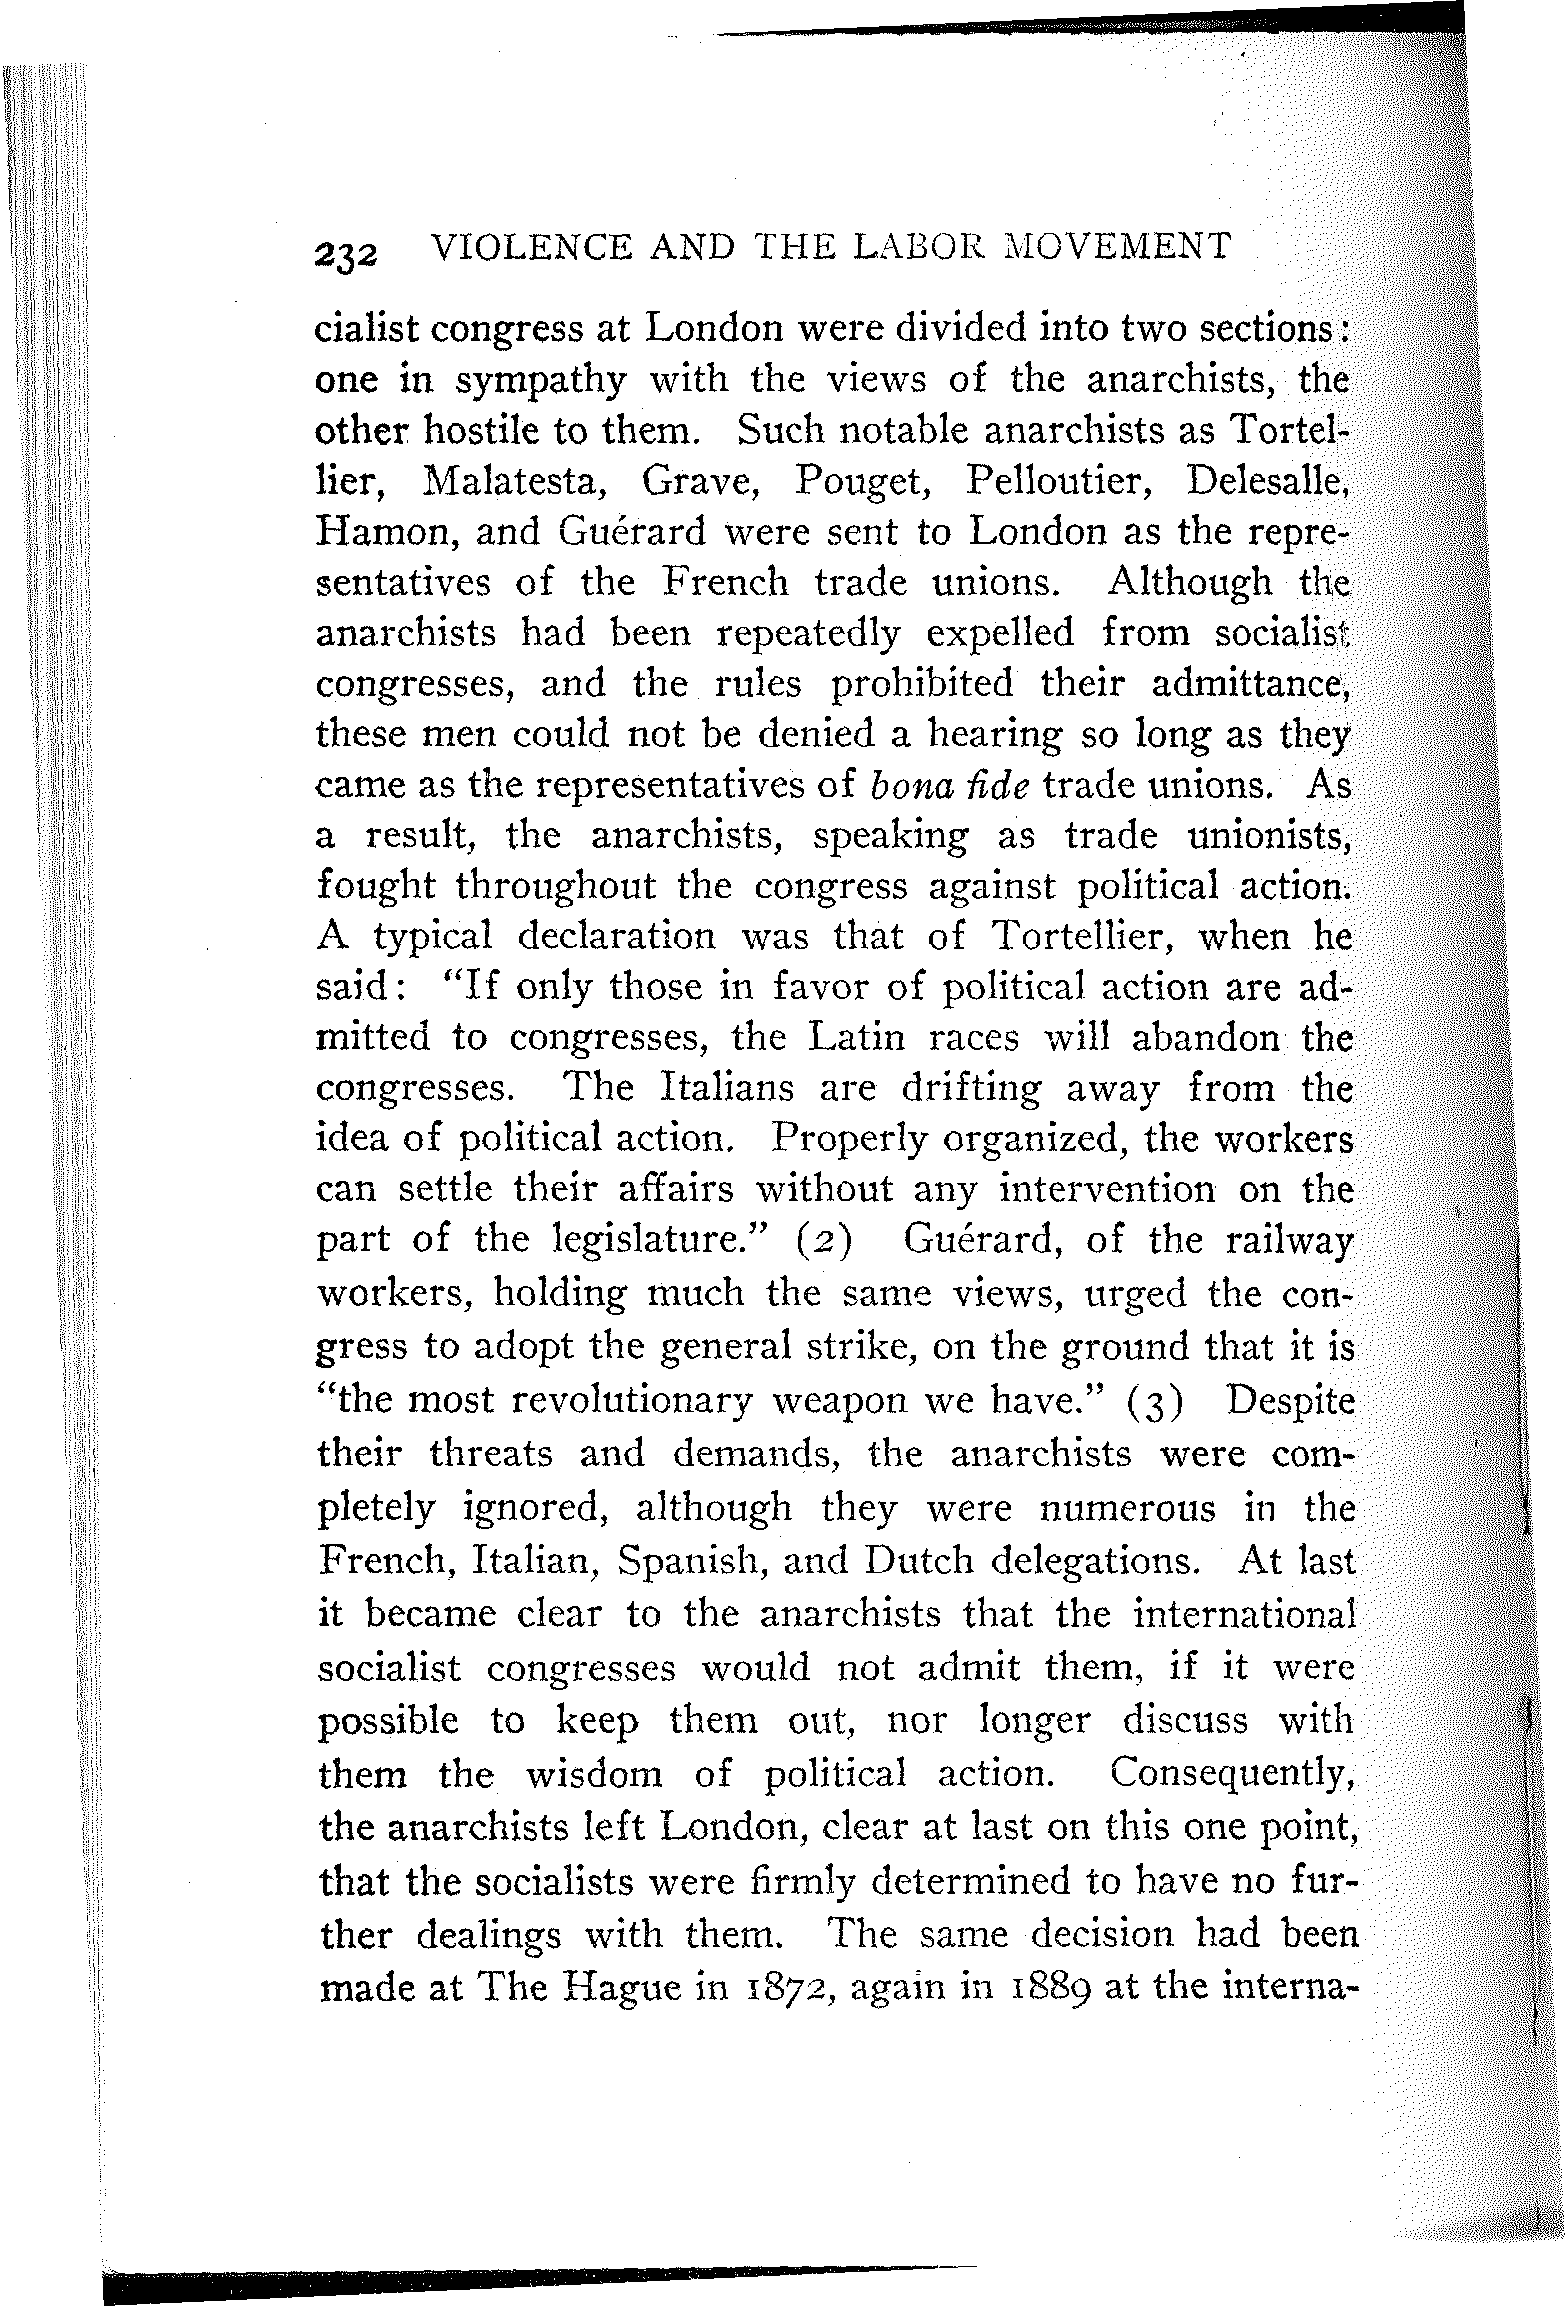 232 VIOLENCE AND THE LABOR MOVEMENT
cialist congress at London were divided into two sections:
one in sympathy with the views of the anarchists, the
other hostile to them. Such notable anarchists as Tortel-
lier, Malatesta, Grave, Pouget, Pelloutier, Delesalle,
Hamon, and Guérard were sent to London as the repre-
sentatives of the French trade unions. Although the
anarchists had been repeatedly expelled from socialist
congresses, and the rules prohibited their admittance,
these men could not be denied a hearing so long as they
came as the representatives of bona fide trade unions. As
a result, the anarchists, speaking as trade unionists,
fought throughout the congress against political action.
A typical declaration was that of Tortellier, when he
said: "If only those in favor of political action are ad-
mitted to congresses, the Latin races will abandon the
congresses. The Italians are drifting away from the
idea of political action. Properly organized, the workers
can settle their affairs without any intervention on the
part of the legislature." (2) Guérard, of the railway
workers, holding much the same views, urged the con-
gress to adopt the general strike, on the ground that it is
"the most revolutionary weapon we have." (3) Despite
their threats and demands, the anarchists were com-
pletely ignored, although they were numerous in the
French, Italian, Spanish, and Dutch delegations. At last
it became clear to the anarchists that the international
socialist congresses would not admit them, if it were
possible to keep them out, nor longer discuss with
them the wisdom of political action. Consequently,
the anarchists left London, clear at last on this one point,
that the socialists were firmly determined to have no fur-
ther dealings with them. The same decision had been
made at The Hague in 1872, again in 1889 at the interna-